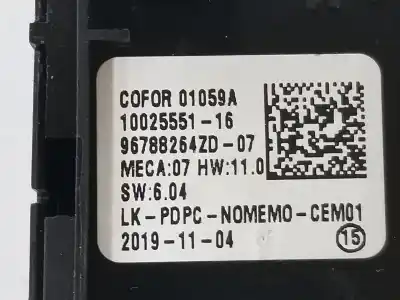 COFOR 01059A
10025551-16
96788264ZD-07
MECA:07 HW:11.0
SW:6.04
LK-PDPC-NOMEMO-CEM01
2019-11-04 15